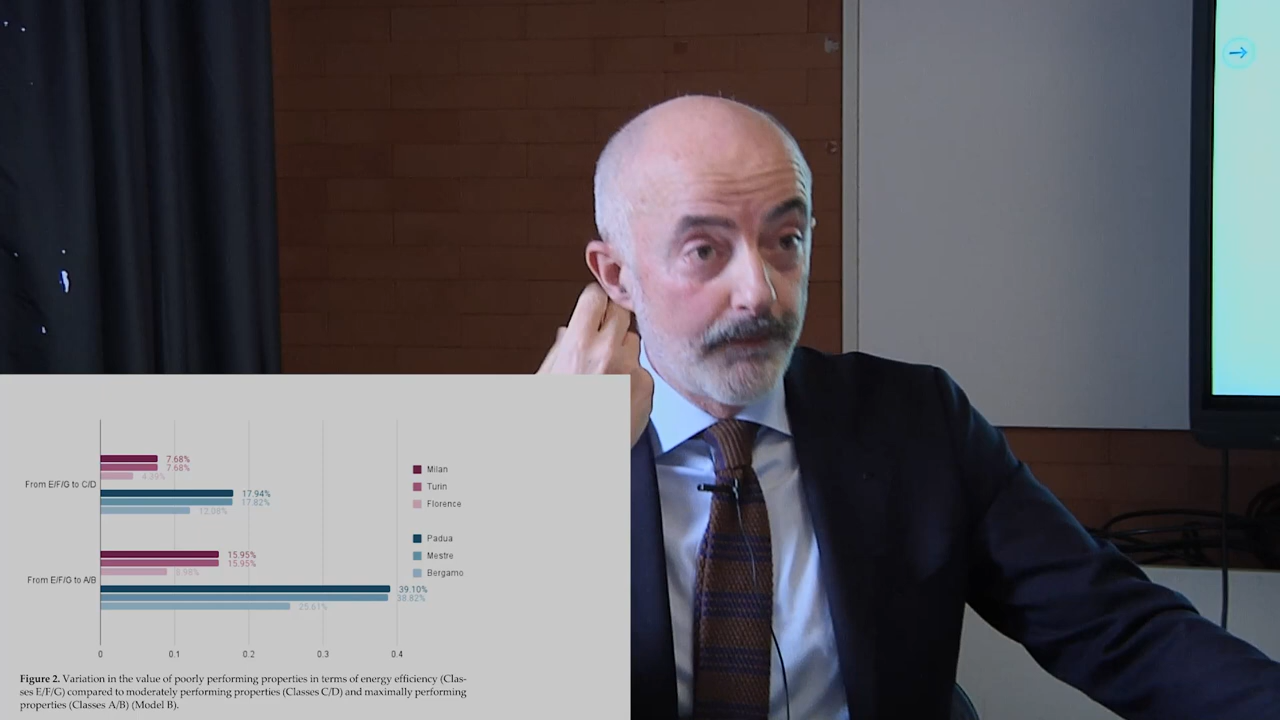 7.68%
7.68%
4.39%
From E/F/G to C/D
17.94%
17.82%
12.08%
15.95%
15.95%
8.98%
From E/F/G to A/B
39.10%
38.82%
25.61%
Milan
Turin
Florence
Padua
Mestre
Bergamo
0 0.1 0.2 0.3 0.4
Figure 2. Variation in the value of poorly performing properties in terms of energy efficiency (Clas-
ses E/F/G) compared to moderately performing properties (Classes C/D) and maximally performing
properties (Classes A/B) (Model B).